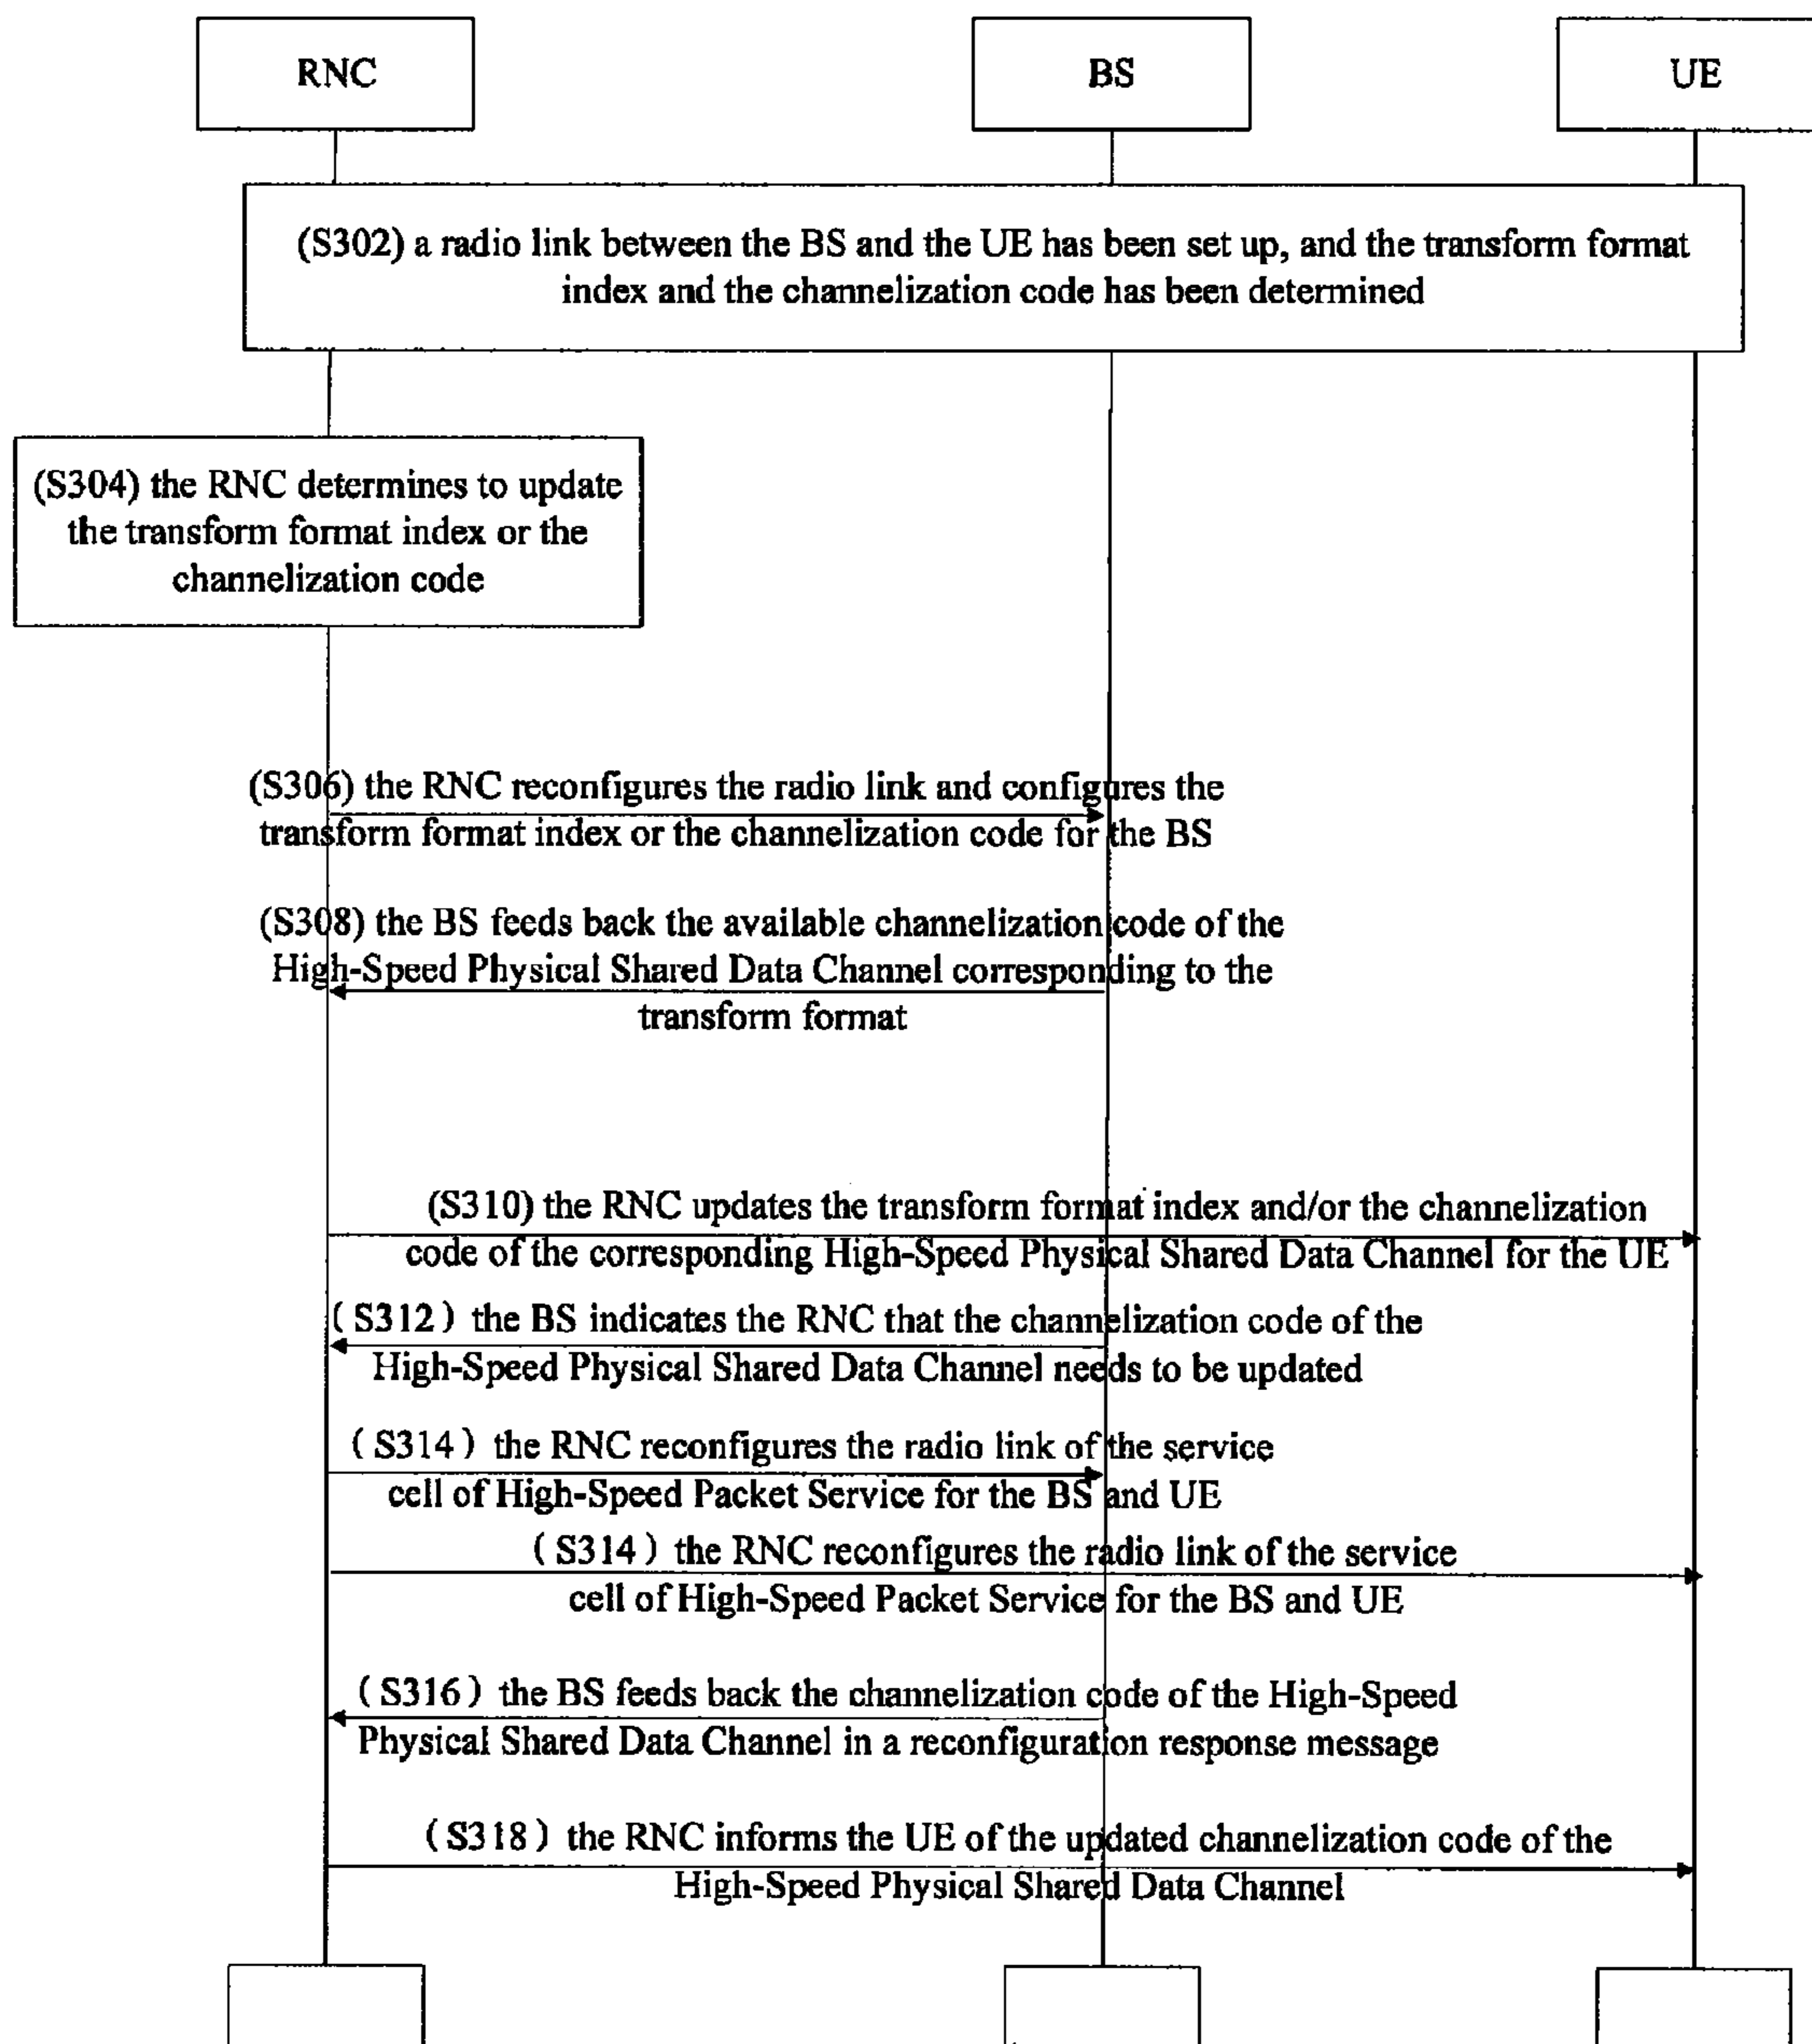 RNC
BS
UE
(S302) a radio link between the BS and the UE has been set up, and the transform format
index and the channelization code has been determined
(S304) the RNC determines to update
the transform format index or the
channelization code
(S306) the RNC reconfigures the radio link and configures the
transform format index or the channelization code for the BS
(S308) the BS feeds back the available channelization code of the
High-Speed Physical Shared Data Channel corresponding to the
transform format
(S310) the RNC updates the transform format index and/or the channelization
code of the corresponding High-Speed Physical Shared Data Channel for the UE
(S312) the BS indicates the RNC that the channelization code of the
High-Speed Physical Shared Data Channel needs to be updated
(S314) the RNC reconfigures the radio link of the service
cell of High-Speed Packet Service for the BS and UE
(S314) the RNC reconfigures the radio link of the service
cell of High-Speed Packet Service for the BS and UE
(S316) the BS feeds back the channelization code of the High-Speed
Physical Shared Data Channel in a reconfiguration response message
(S318) the RNC informs the UE of the updated channelization code of the
High-Speed Physical Shared Data Channel